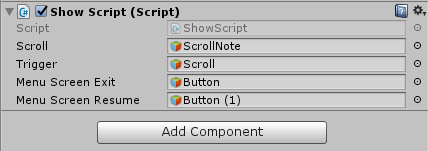 Show Script (Script)
Script ShowScript
Scroll ScrollNote
Trigger Scroll
Menu Screen Exit Button
Menu Screen Resume Button (1)
Add Component